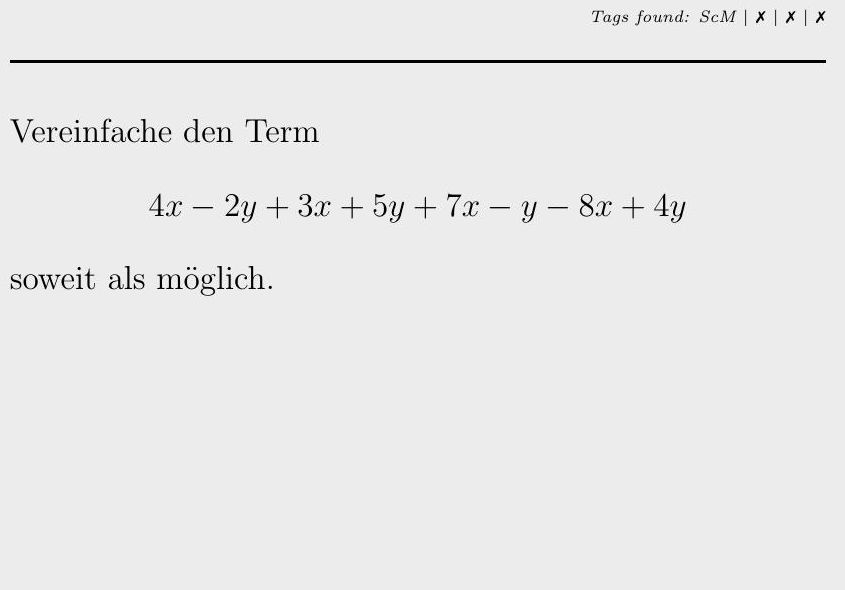 Tags found: ScM | ✗ | ✗ | ✗
Vereinfache den Term
4x − 2y + 3x + 5y + 7x − y − 8x + 4y
soweit als möglich.